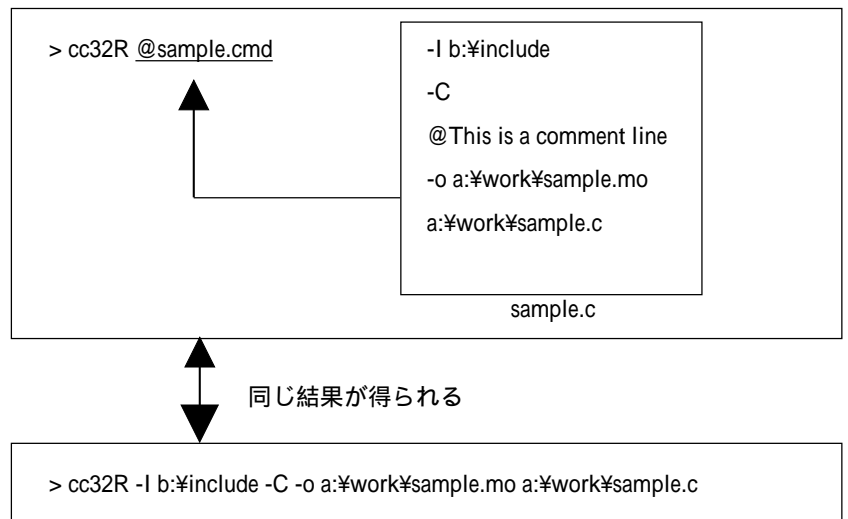 > cc32R @sample.cmd
-I b:¥include
-C
@This is a comment line
-o a:¥work¥sample.mo
a:¥work¥sample.c
sample.c
同じ結果が得られる
> cc32R -I b:¥include -C -o a:¥work¥sample.mo a:¥work¥sample.c